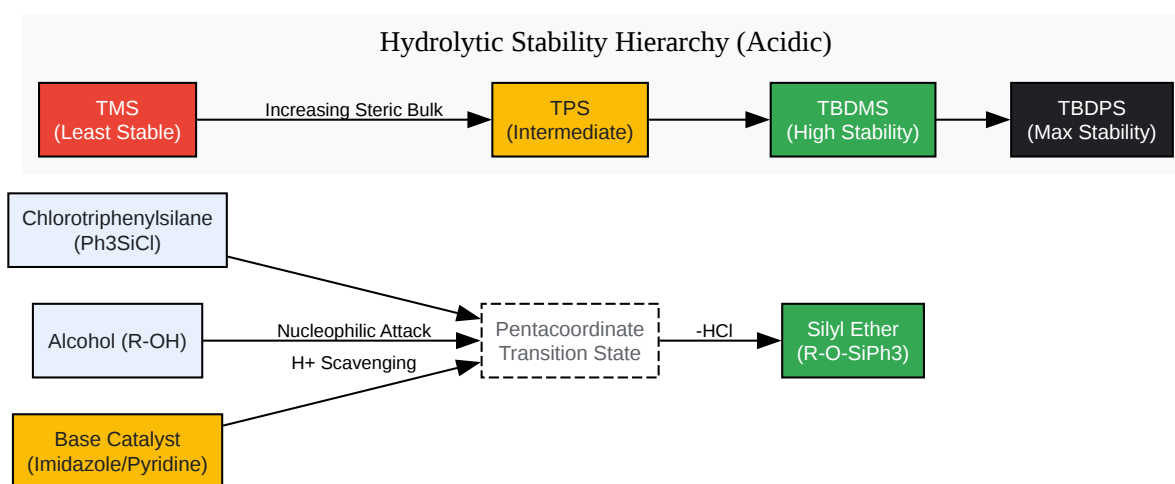 Hydrolytic Stability Hierarchy (Acidic)
TMS
(Least Stable)
Increasing Steric Bulk
TPS
(Intermediate)
TBDMS
(High Stability)
TBDPS
(Max Stability)
Chlorotriphenylsilane
(Ph3SiCl)
Alcohol (R-OH)
Nucleophilic Attack
H+ Scavenging
Pentacoordinate
Transition State
-HCl
Silyl Ether
(R-O-SiPh3)
Base Catalyst
(Imidazole/Pyridine)